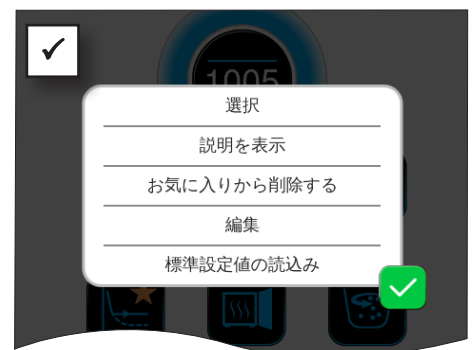 1005
選択
説明を表示
お気に入りから削除する
編集
標準設定値の読込み